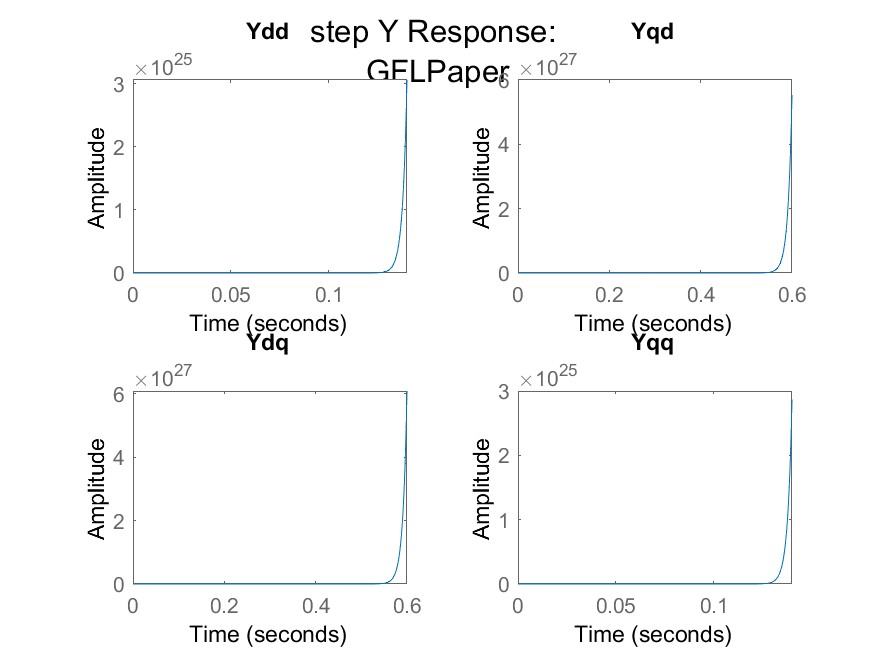 step Y Response:
GFLPaper
Ydd
×10^25
3
2
1
0
Amplitude
0 0.05 0.1
Time (seconds)
Yqd
×10^27
6
4
2
0
Amplitude
0 0.2 0.4 0.6
Time (seconds)
Ydq
×10^27
6
4
2
0
Amplitude
0 0.2 0.4 0.6
Time (seconds)
Yqq
×10^25
3
2
1
0
Amplitude
0 0.05 0.1
Time (seconds)